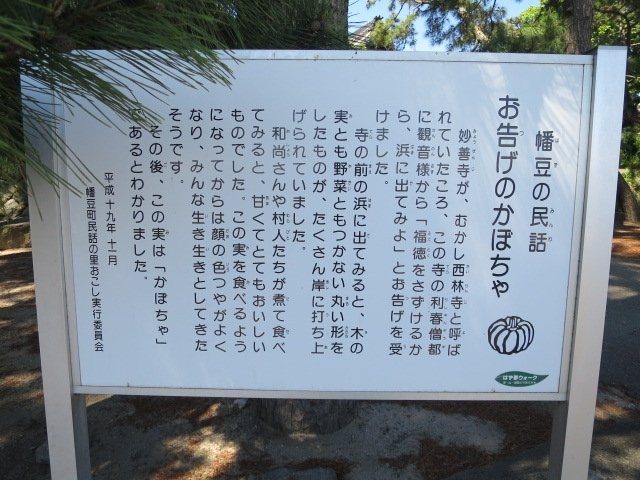 幡豆の民話
お告げのかぼちゃ
妙善寺が、むかし西林寺と呼ば
れていたころ、この寺の利春僧都
に観音様から「福徳をさずけるか
ら、浜に出てみよ」とお告げを受
けました。
寺の前の浜に出てみると、木の
実とも野菜ともつかない丸い形を
したものが、たくさん岸に打ち上
げられていました。
和尚さんや村人たちが煮て食べ
てみると、甘くてとてもおいしい
ものでした。この実を食べるよう
になってからは顔の色つやがよく
なり、みんな生き生きとしてきた
そうです。
その後、この実は「かぼちゃ」
であるとわかりました。
平成十九年十二月
幡豆町民話の里おこし実行委員会
はず夢ウォーク